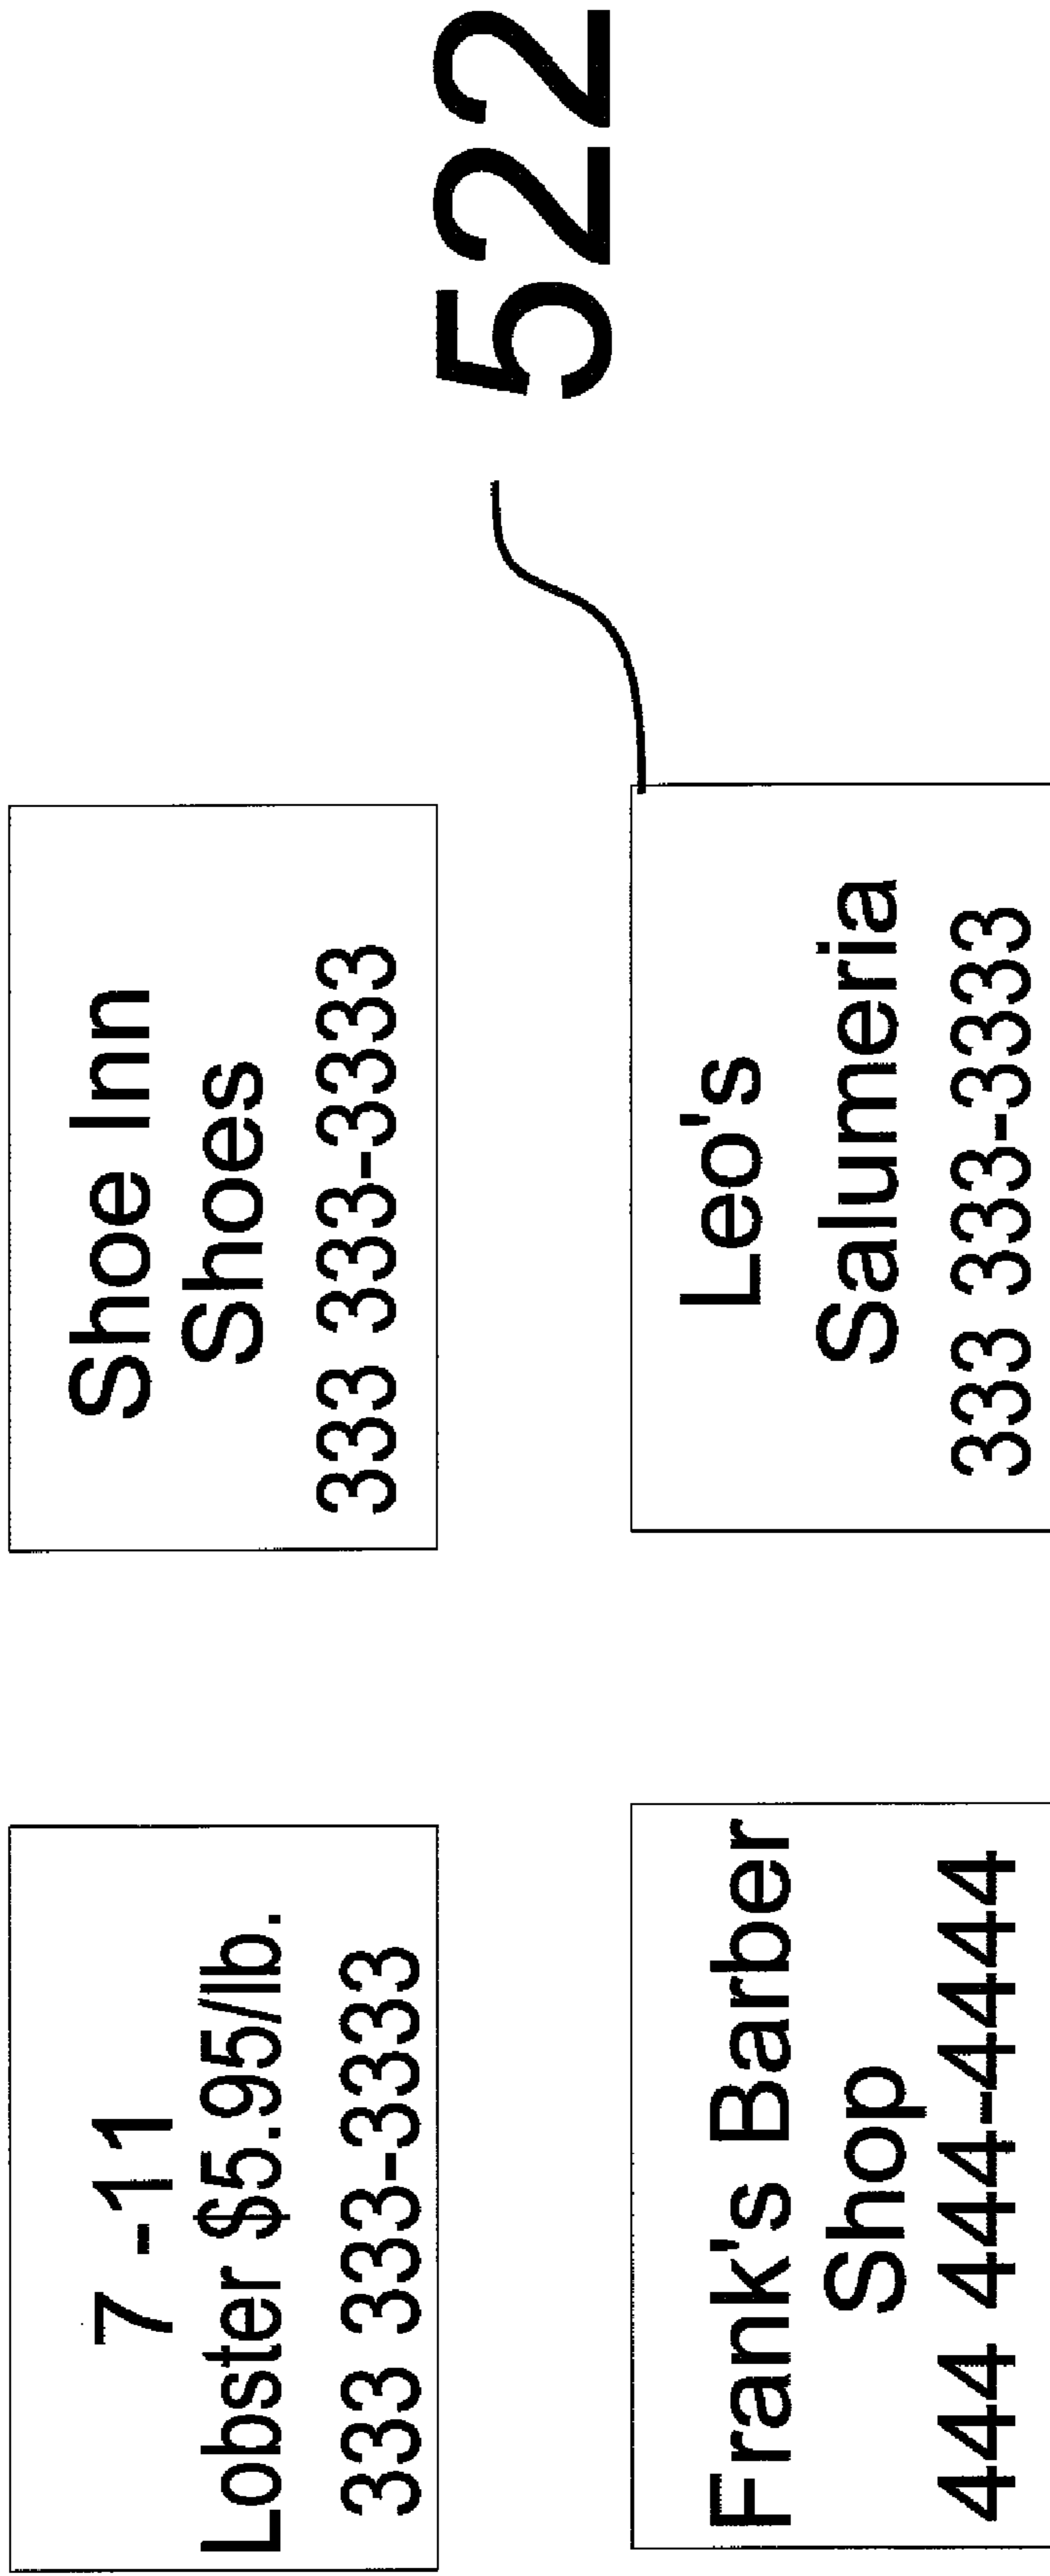 7 -11
Lobster $5.95/lb.
333 333-3333
Shoe Inn
Shoes
333 333-3333
522
Frank's Barber
Shop
444 444-4444
Leo's
Salumeria
333 333-3333